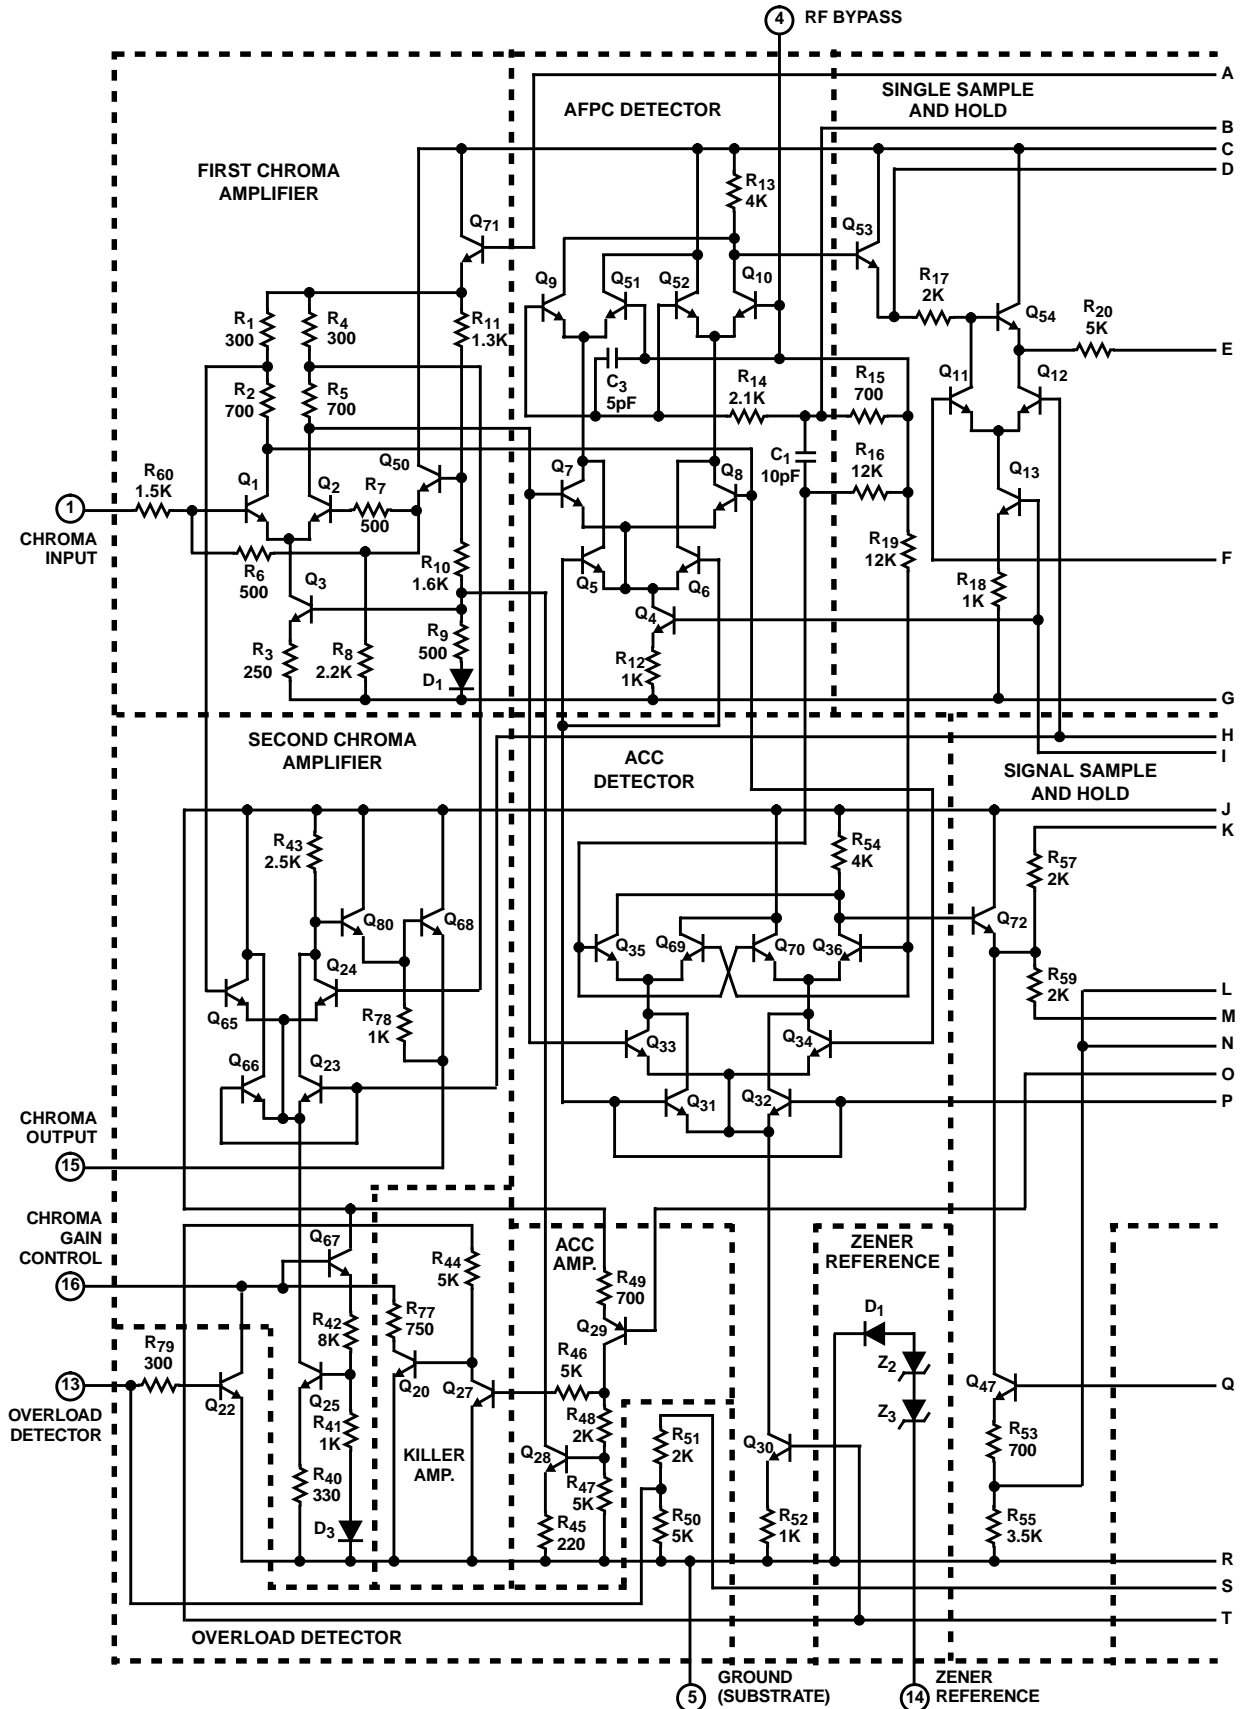 4 RF BYPASS
A
SINGLE SAMPLE
AND HOLD
AFPC DETECTOR
B
C
FIRST CHROMA
AMPLIFIER
D
R13
4K
Q71
Q53
Q9
Q51
Q52
Q10
R17
2K
R1
300
R4
300
R11
1.3K
Q54
R20
5K
E
C3
5pF
R14
2.1K
R15
700
Q11
Q12
R2
700
R5
700
R60
1.5K
Q1
Q2
R7
500
Q50
Q7
Q8
C1
10pF
R16
12K
Q13
1
CHROMA
INPUT
R6
500
Q3
R10
1.6K
Q5
Q6
R19
12K
F
R18
1K
Q4
R3
250
R8
2.2K
R9
500
D1
R12
1K
G
SECOND CHROMA
AMPLIFIER
H
ACC
DETECTOR
I
SIGNAL SAMPLE
AND HOLD
J
K
R43
2.5K
R54
4K
R57
2K
Q80
Q68
Q72
Q35
Q69
Q70
Q36
Q24
R59
2K
L
Q65
R78
1K
M
Q33
Q34
N
Q66
Q23
O
Q31
Q32
P
CHROMA
OUTPUT
15
CHROMA
GAIN
CONTROL
16
Q67
R44
5K
ACC
AMP.
ZENER
REFERENCE
R49
700
R77
750
D1
R42
8K
Q29
R79
300
R46
5K
Z2
13
OVERLOAD
DETECTOR
Q22
Q25
Q20
Q27
Z3
Q47
Q
R41
1K
R48
2K
R51
2K
R53
700
KILLER
AMP.
Q28
Q30
R40
330
R47
5K
D3
R45
220
R50
5K
R52
1K
R55
3.5K
R
S
T
OVERLOAD DETECTOR
5 GROUND
(SUBSTRATE)
14 ZENER
REFERENCE